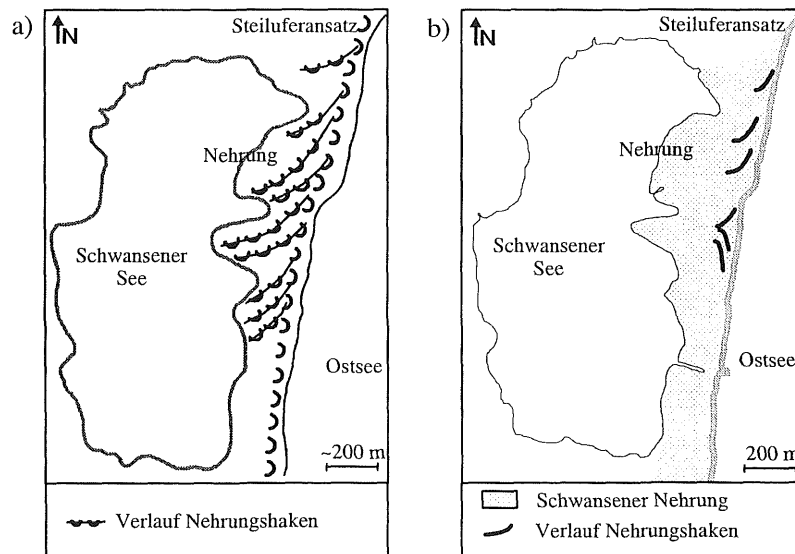 a)
N
Steiluferansatz
Nehrung
Schwansener
See
Ostsee
~200 m
Verlauf Nehrungshaken
b)
N
Steiluferansatz
Nehrung
Schwansener
See
Ostsee
200 m
Schwansener Nehrung
Verlauf Nehrungshaken